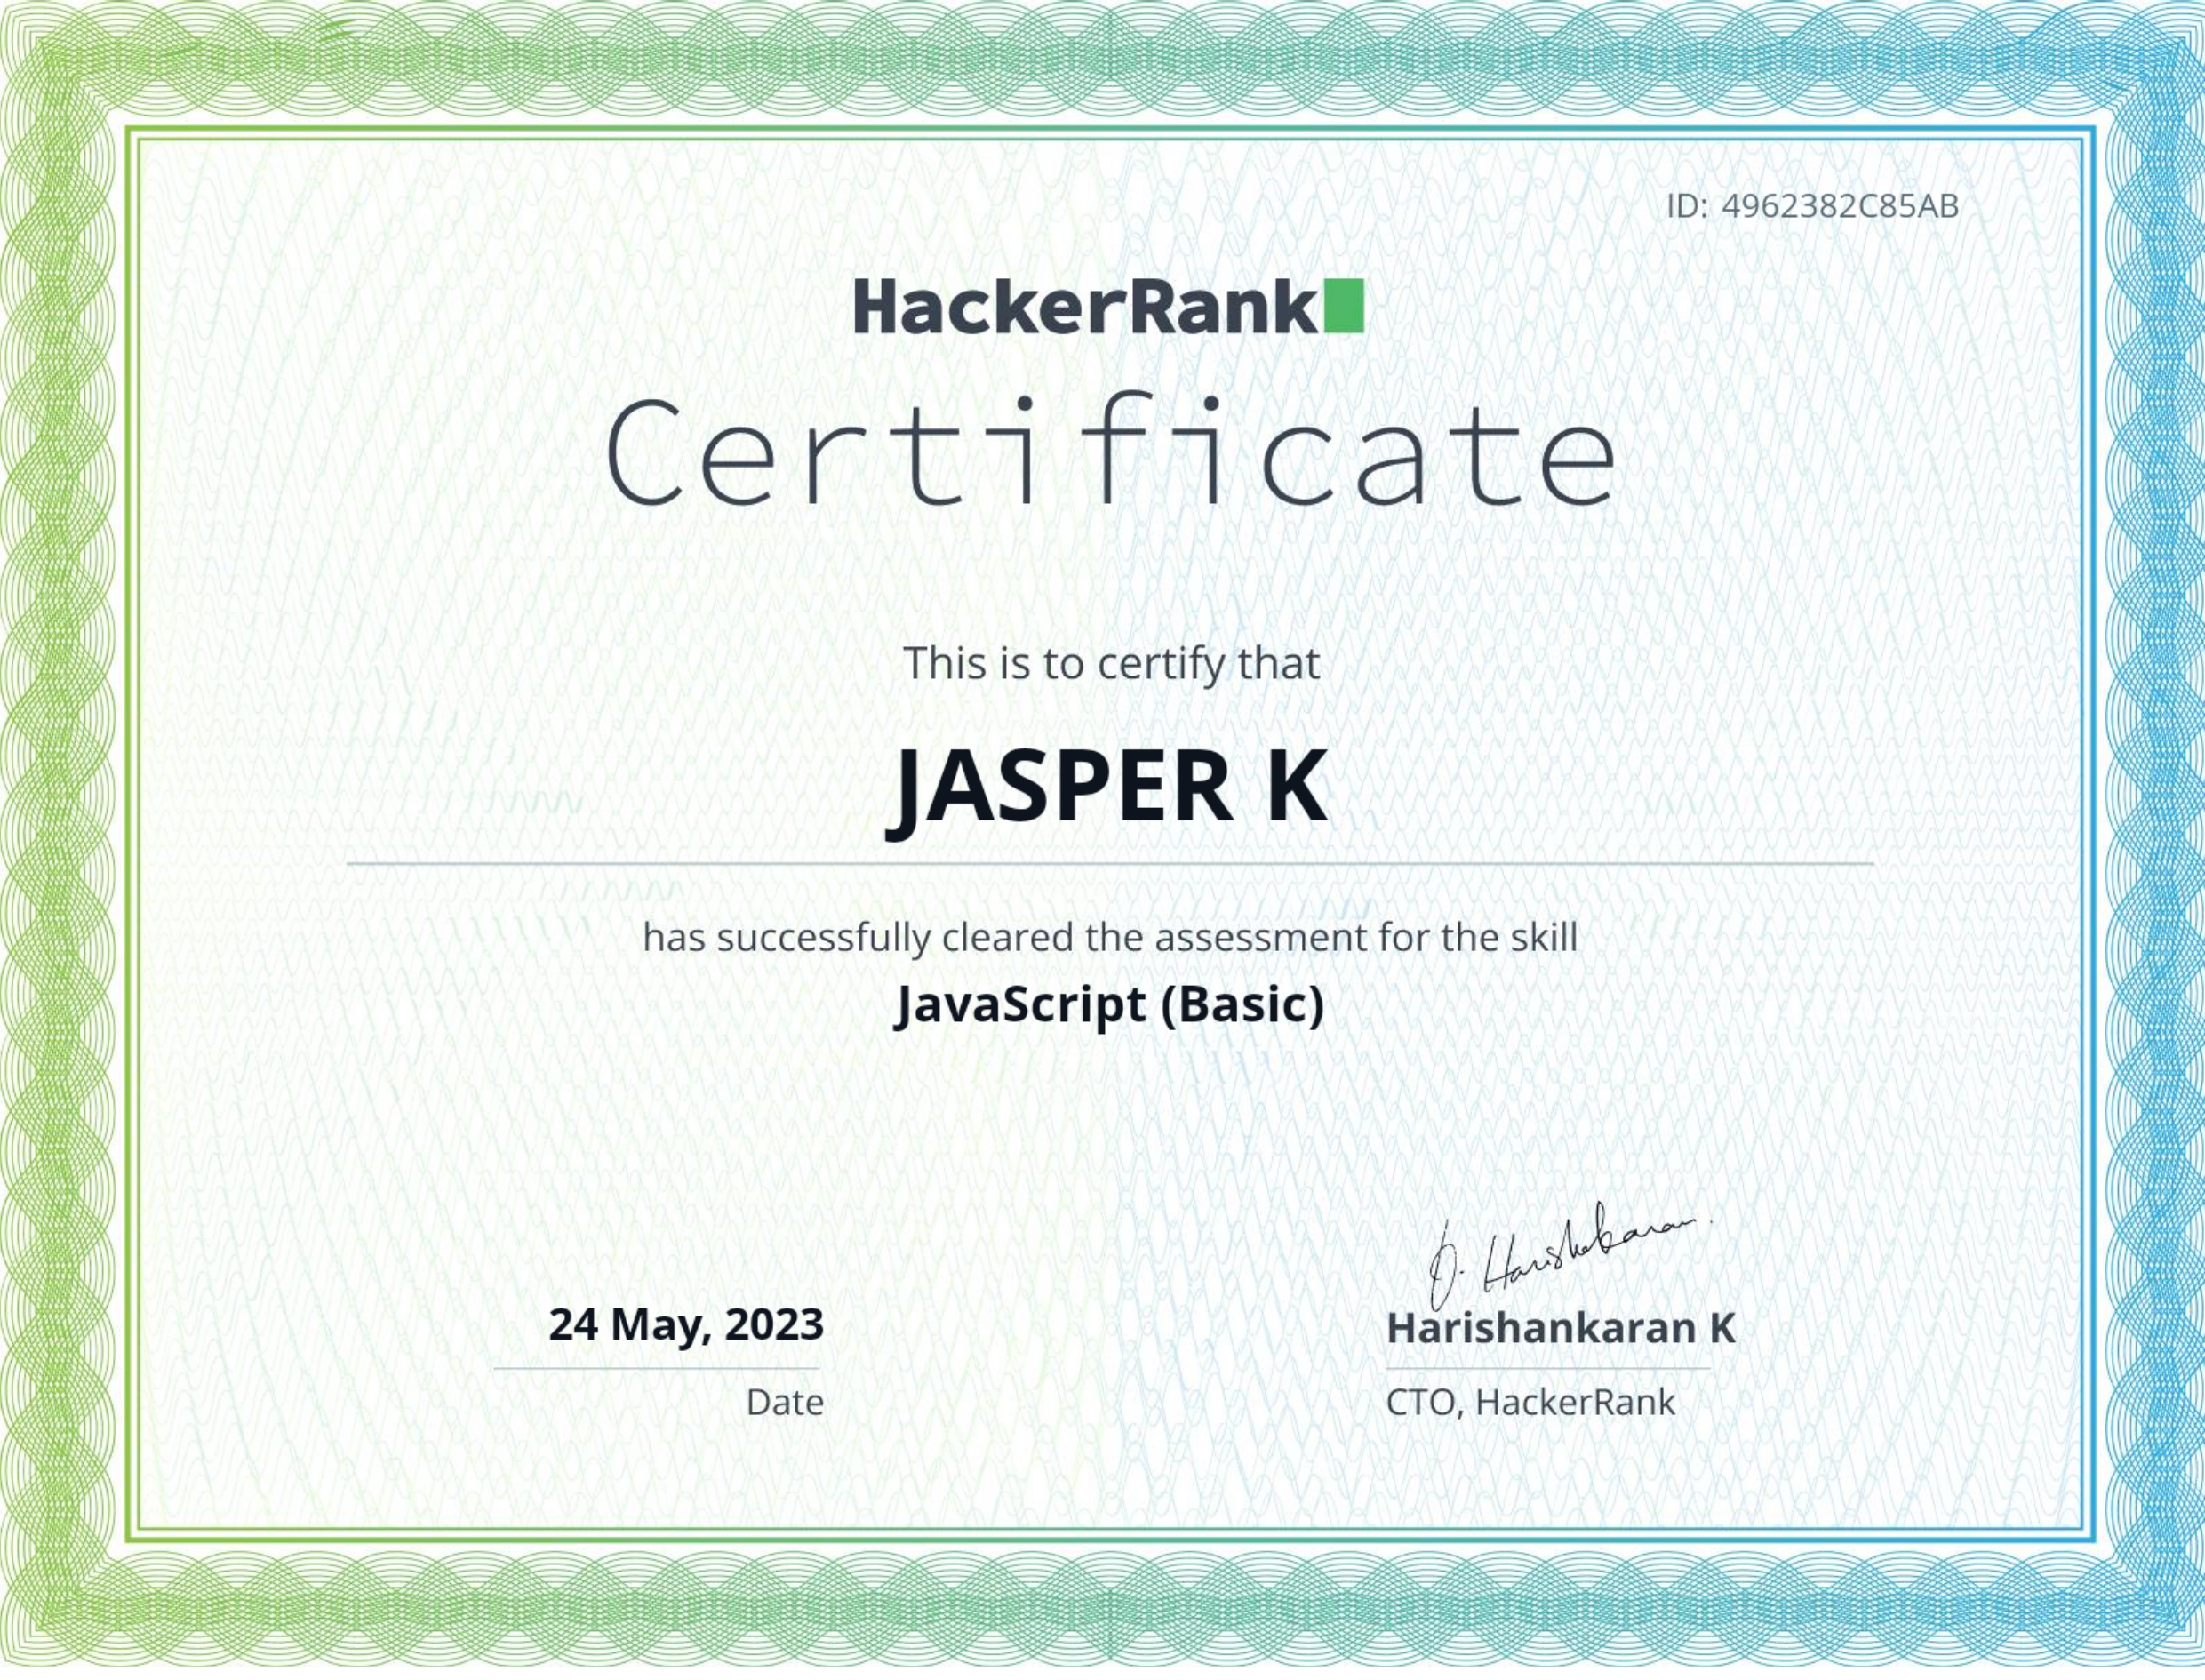 ID: 4962382C85AB
HackerRank
Certificate
This is to certify that
JASPER K
has successfully cleared the assessment for the skill
JavaScript (Basic)
D. Harishankaran
24 May, 2023
Harishankaran K
Date
CTO, HackerRank